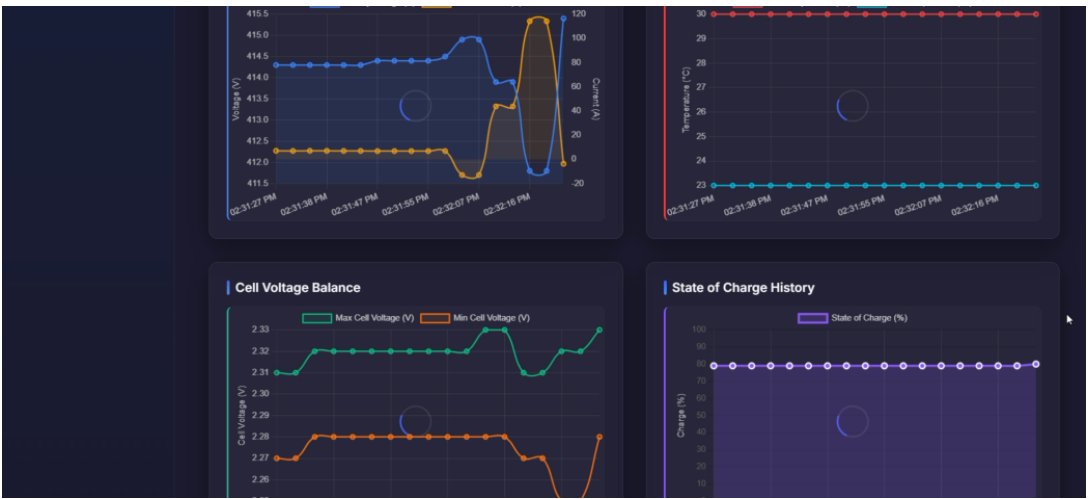 415.5
415.0
414.5
414.0
413.5
413.0
412.5
412.0
411.5
Voltage (V)
120
100
80
60
40
20
0
-20
Current (A)
02:31:27 PM
02:31:38 PM
02:31:47 PM
02:31:55 PM
02:32:07 PM
02:32:16 PM
30
29
28
27
26
25
24
23
Temperature (°C)
02:31:27 PM
02:31:38 PM
02:31:47 PM
02:31:55 PM
02:32:07 PM
02:32:16 PM
Cell Voltage Balance
Max Cell Voltage (V) Min Cell Voltage (V)
2.33
2.32
2.31
2.30
2.29
2.28
2.27
2.26
Cell Voltage (V)
State of Charge History
State of Charge (%)
100
90
80
70
60
50
40
30
20
10
Charge (%)